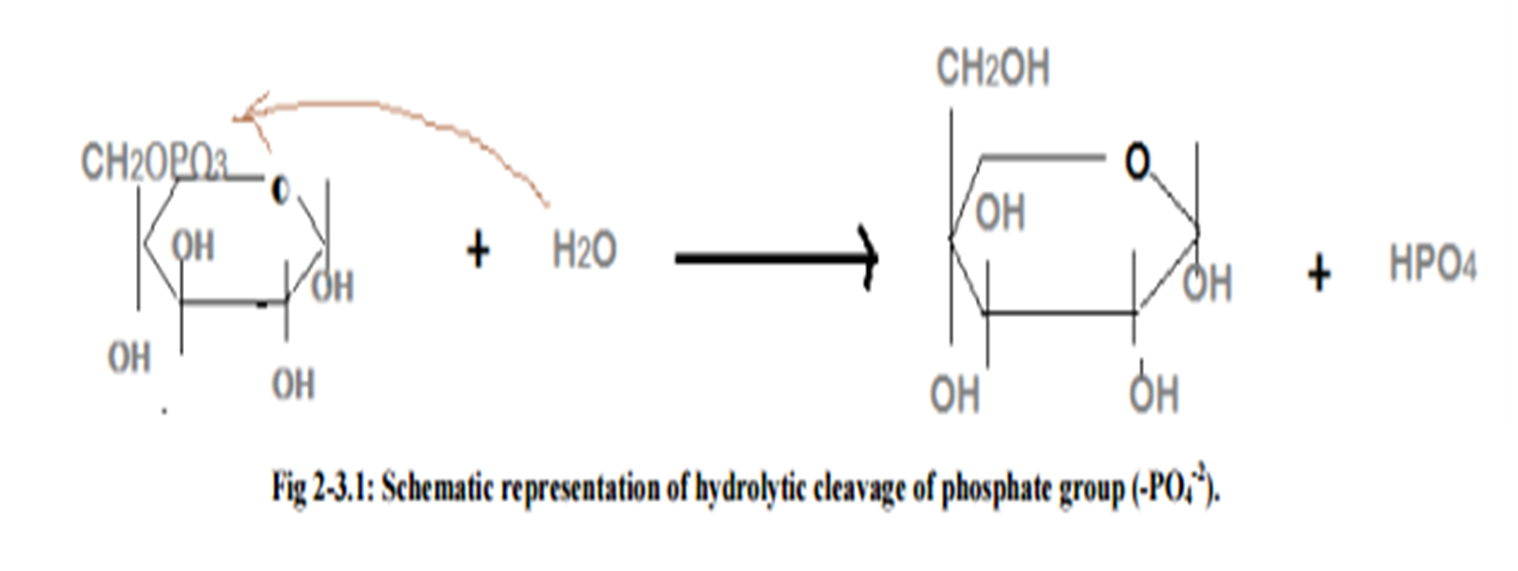 CH2OH
CH2OPO3 O O
OH OH
+ H2O + HPO4
OH OH
OH OH
OH OH
Fig 2-3.1: Schematic representation of hydrolytic cleavage of phosphate group (-PO₄⁻²).